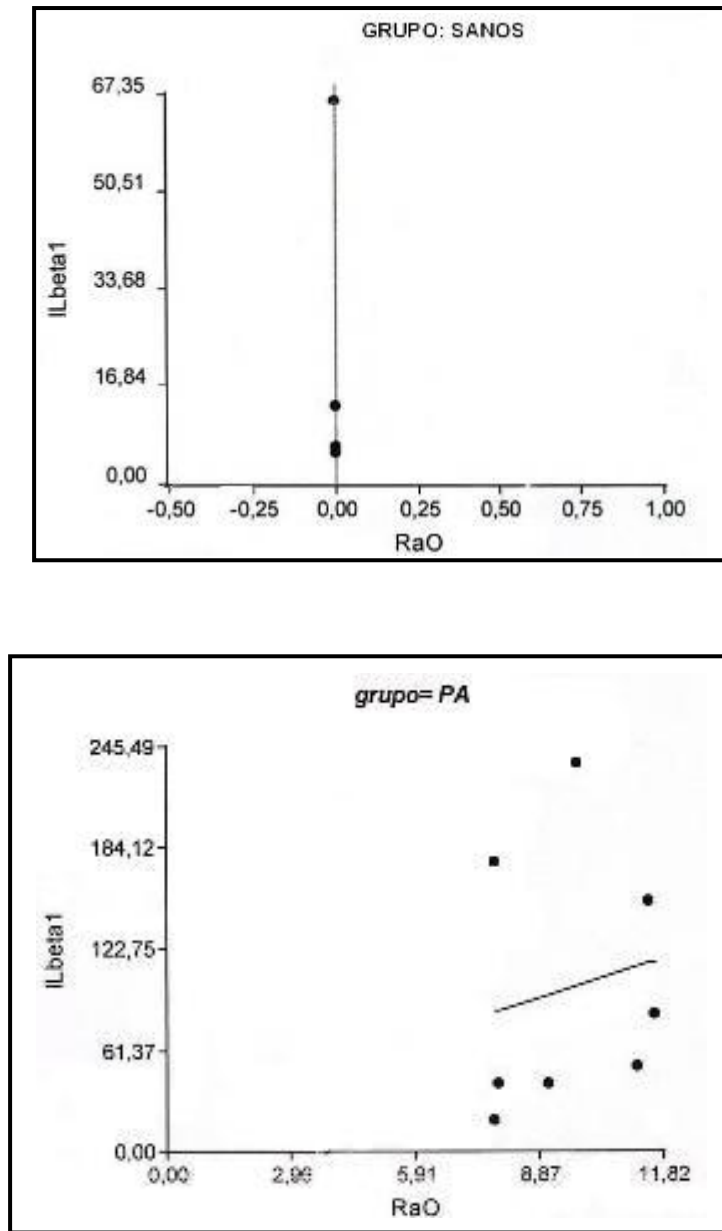 GRUPO: SANOS
67,35
50,51
33,68
16,84
0,00
ILbeta1
-0,50 -0,25 0,00 0,25 0,50 0,75 1,00
RaO
grupo= PA
245,49
184,12
122,75
61,37
0,00
ILbeta1
0,00 2,96 5,91 8,87 11,82
RaO